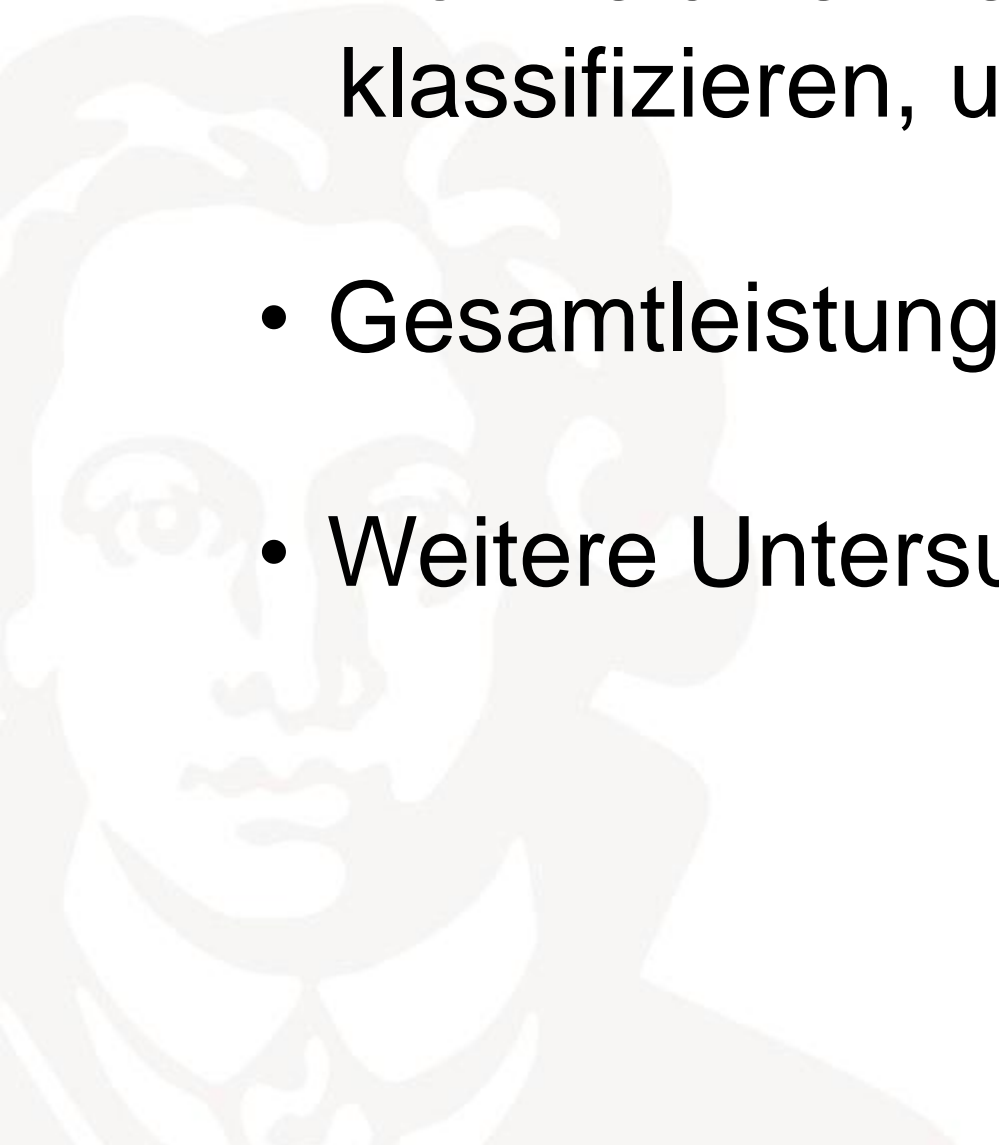 klassifizieren, u
• Gesamtleistung
• Weitere Untersu